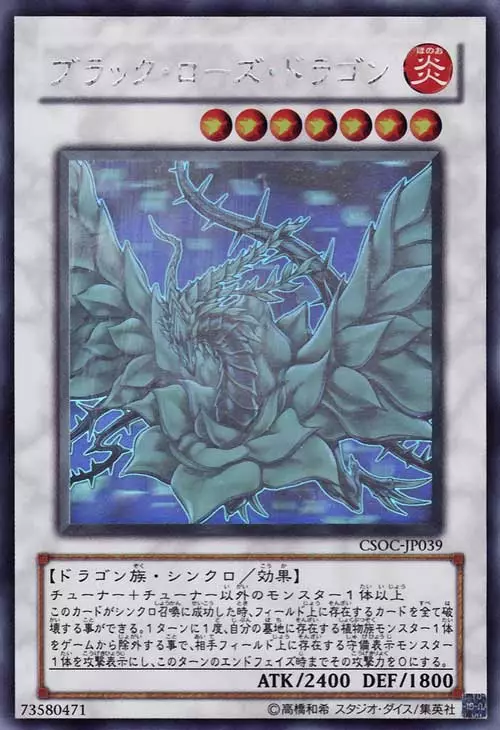 ブラック・ローズ・ドラゴン
ほのお
炎
CSOC-JP039
【ドラゴン族・シンクロ/効果】
チューナー+チューナー以外のモンスター1体以上
このカードがシンクロ召喚に成功した時、フィールド上に存在するカードを全て破
壊する事ができる。1ターンに1度、自分の墓地に存在する植物族モンスター1体
をゲームから除外する事で、相手フィールド上に存在する守備表示モンスター
1体を攻撃表示にし、このターンのエンドフェイズ時までその攻撃力を0にする。
ATK/2400 DEF/1800
73580471
©高橋和希 スタジオ・ダイス/集英社